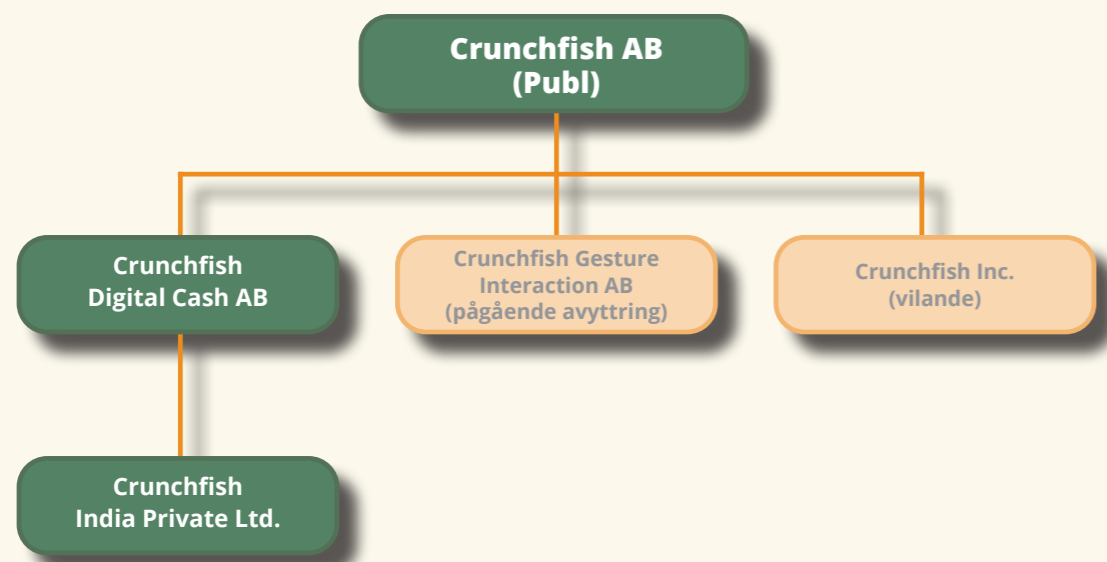 Crunchfish AB
(Publ)
Crunchfish
Digital Cash AB
Crunchfish Gesture
Interaction AB
(pågående avyttring)
Crunchfish Inc.
(vilande)
Crunchfish
India Private Ltd.